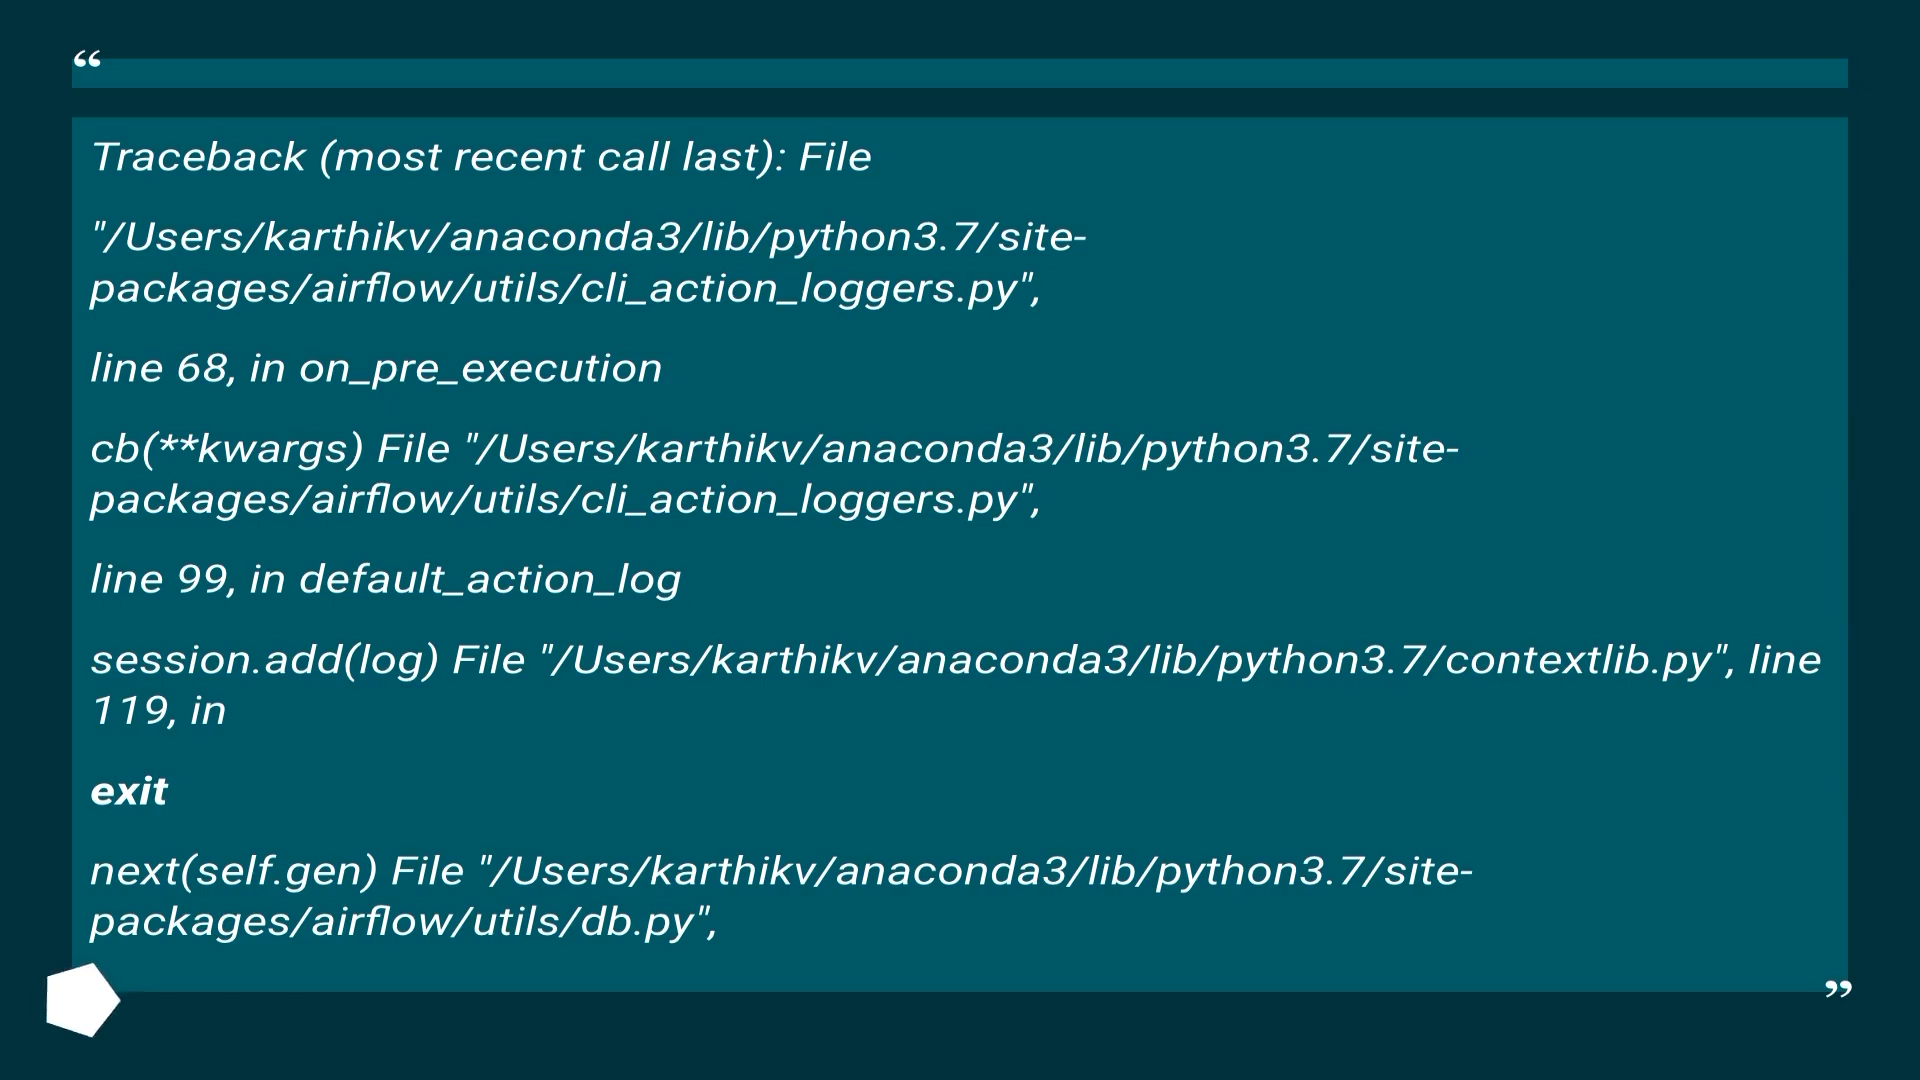 “
Traceback (most recent call last): File
"/Users/karthikv/anaconda3/lib/python3.7/site-
packages/airflow/utils/cli_action_loggers.py",
line 68, in on_pre_execution
cb(**kwargs) File "/Users/karthikv/anaconda3/lib/python3.7/site-
packages/airflow/utils/cli_action_loggers.py",
line 99, in default_action_log
session.add(log) File "/Users/karthikv/anaconda3/lib/python3.7/contextlib.py", line
119, in
exit
next(self.gen) File "/Users/karthikv/anaconda3/lib/python3.7/site-
packages/airflow/utils/db.py",
”